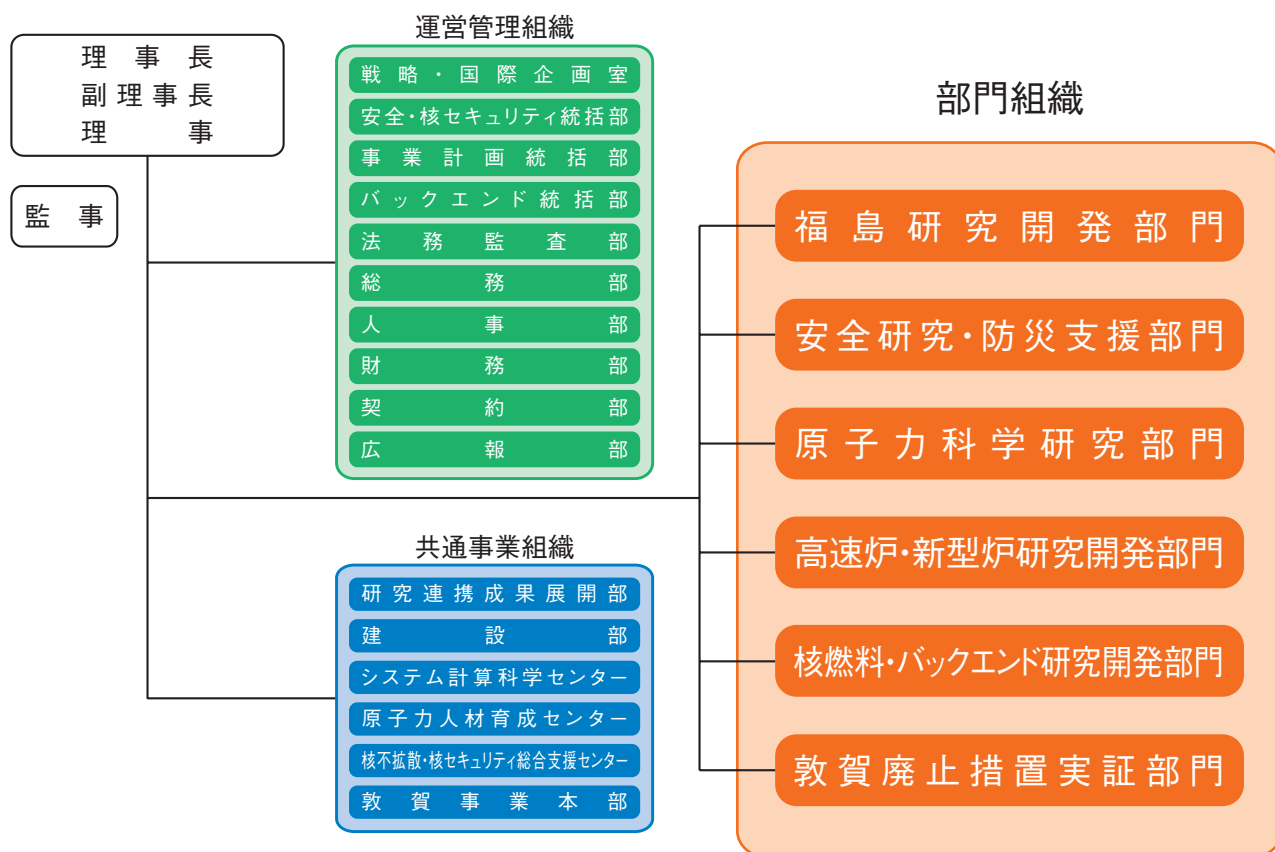 理事長
副理事長
理事
監事
運営管理組織
戦略・国際企画室
安全・核セキュリティ統括部
事業計画統括部
バックエンド統括部
法務監査部
総務部
人事部
財務部
契約部
広報部
共通事業組織
研究連携成果展開部
建設部
システム計算科学センター
原子力人材育成センター
核不拡散・核セキュリティ総合支援センター
敦賀事業本部
部門組織
福島研究開発部門
安全研究・防災支援部門
原子力科学研究部門
高速炉・新型炉研究開発部門
核燃料・バックエンド研究開発部門
敦賀廃止措置実証部門